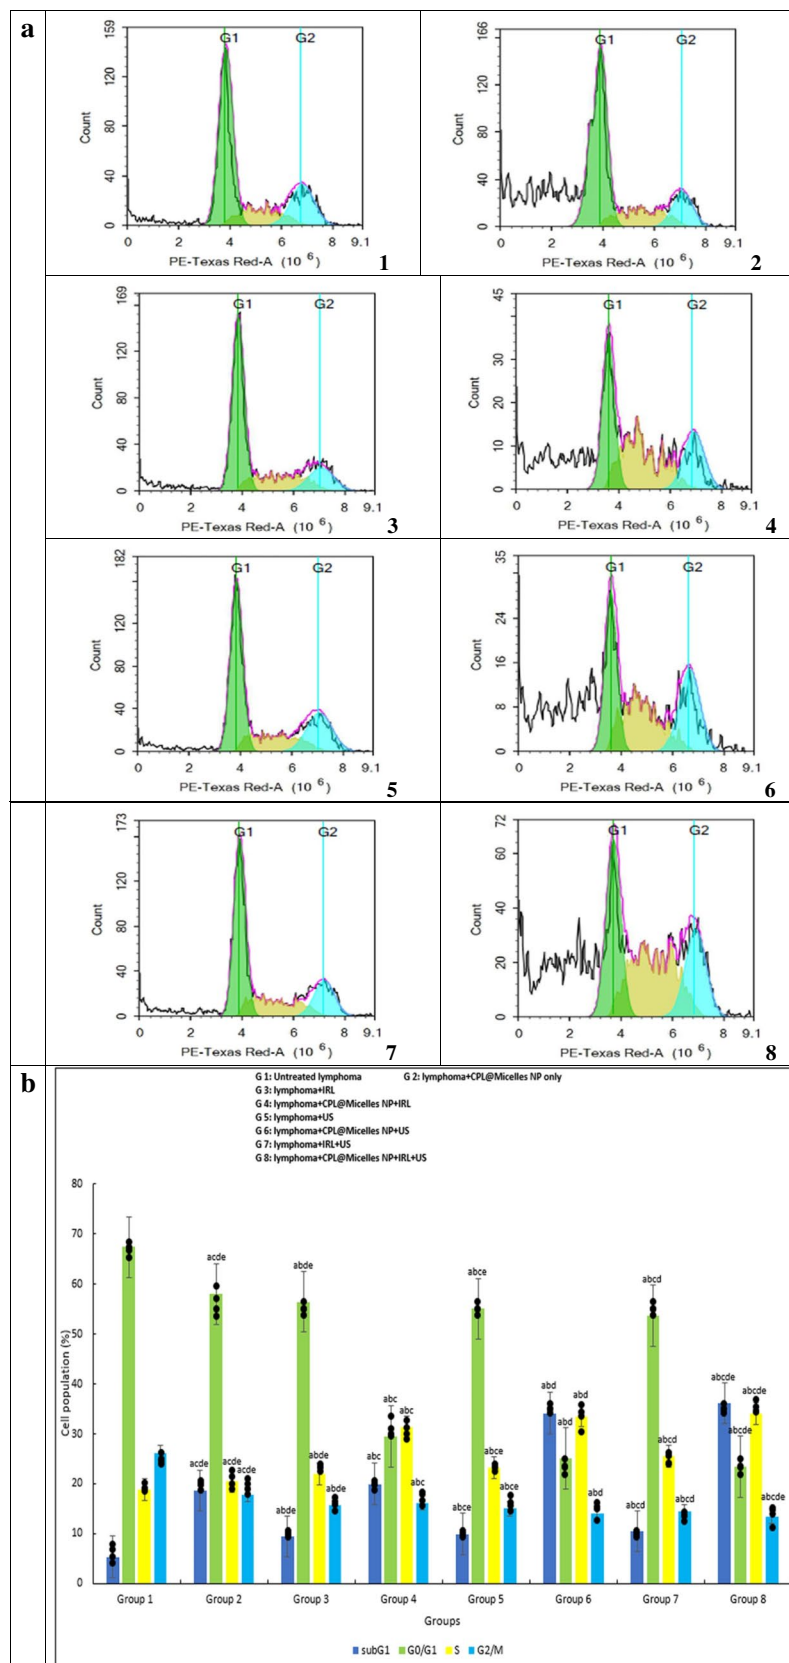 a
159
120
80
40
0
Count
G1
G2
0 2 4 6 8 9.1
PE-Texas Red-A (10 6)
1
166
120
80
40
0
Count
G1
G2
0 2 4 6 8 9.1
PE-Texas Red-A (10 6)
2
169
120
80
40
0
Count
G1
G2
0 2 4 6 8 9.1
PE-Texas Red-A (10 6)
3
45
30
20
10
0
Count
G1
G2
0 2 4 6 8 9.1
PE-Texas Red-A (10 6)
4
182
120
80
40
0
Count
G1
G2
0 2 4 6 8 9.1
PE-Texas Red-A (10 6)
5
35
24
16
8
0
Count
G1
G2
0 2 4 6 8 9.1
PE-Texas Red-A (10 6)
6
173
120
80
40
0
Count
G1
G2
0 2 4 6 8 9.1
PE-Texas Red-A (10 6)
7
72
60
40
20
0
Count
G1
G2
0 2 4 6 8 9.1
PE-Texas Red-A (10 6)
8
b
G 1: Untreated lymphoma G 2: lymphoma+CPL@Micelles NP only
G 3: lymphoma+IRL
G 4: lymphoma+CPL@Micelles NP+IRL
G 5: lymphoma+US
G 6: lymphoma+CPL@Micelles NP+US
G 7: lymphoma+IRL+US
G 8: lymphoma+CPL@Micelles NP+IRL+US
80
70
60
50
40
30
20
10
0
Cell population (%)
acde acde acde acde
abde abde abde abde
abc abc abc abc
abce abce abce abce
abd abd abd abd
abcd abcd abcd abcd
abcde abcde abcde abcde
Group 1 Group 2 Group 3 Group 4 Group 5 Group 6 Group 7 Group 8
Groups
subG1 G0/G1 S G2/M